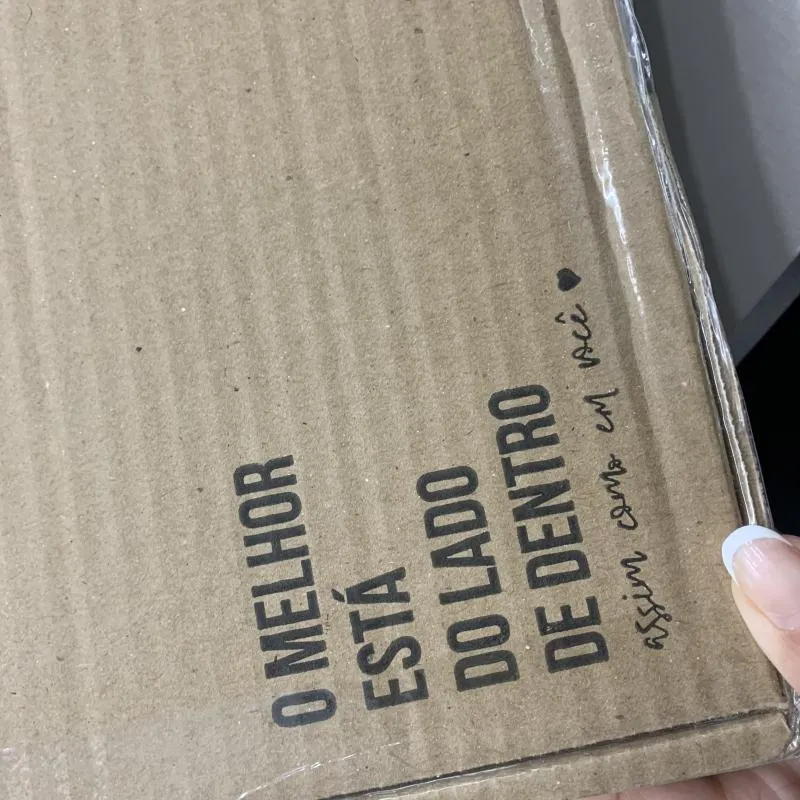 O MELHOR
ESTÁ
DO LADO
DE DENTRO
assim como em você ♥